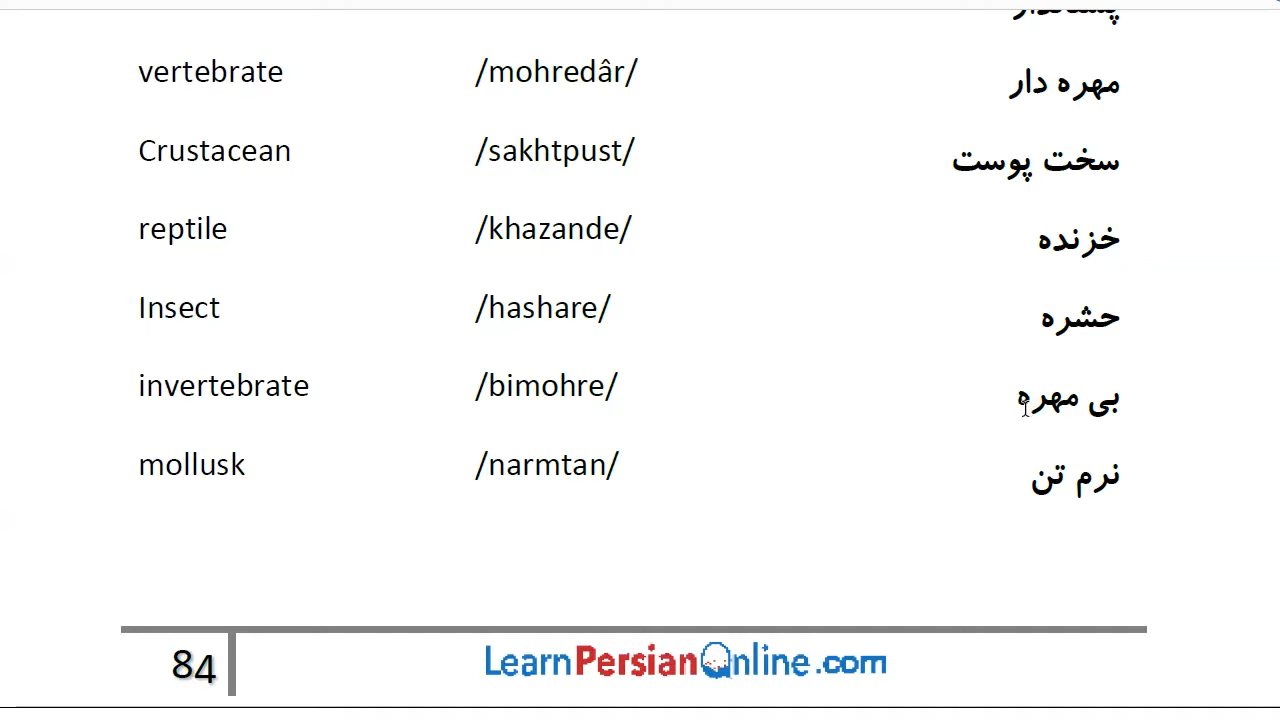 vertebrate /mohredâr/ مهره دار
Crustacean /sakhtpust/ سخت پوست
reptile /khazande/ خزنده
Insect /hashare/ حشره
invertebrate /bimohre/ بی مهره
mollusk /narmtan/ نرم تن
84 LearnPersianOnline.com